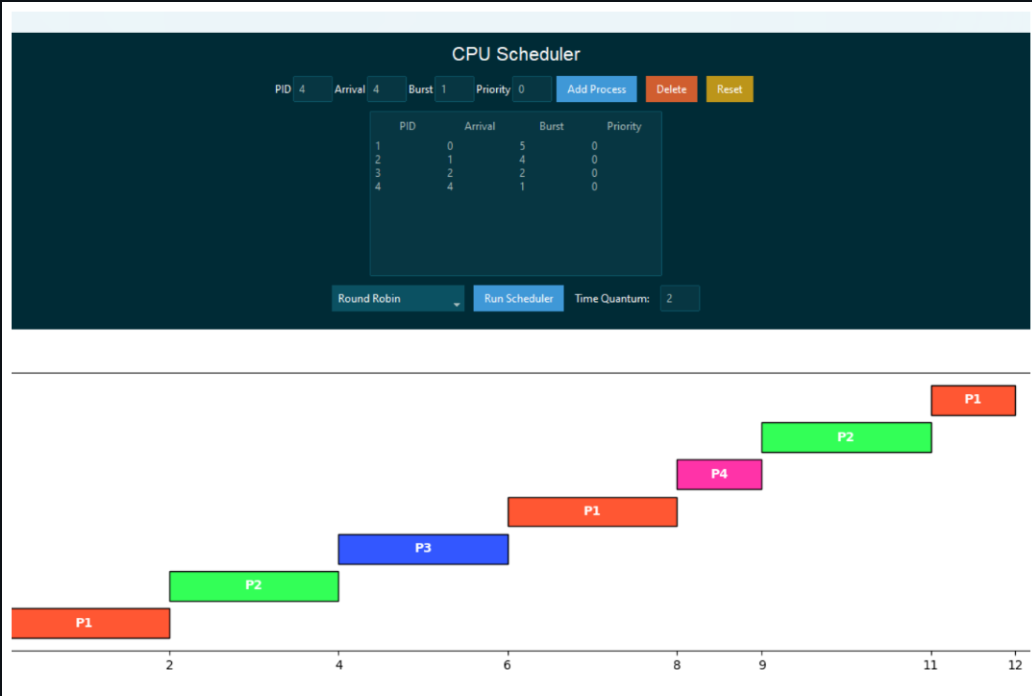 CPU Scheduler
PID 4 Arrival 4 Burst 1 Priority 0 Add Process Delete Reset
PID Arrival Burst Priority
1 0 5 0
2 1 4 0
3 2 2 0
4 4 1 0
Round Robin Run Scheduler Time Quantum: 2
P1
P2
P4
P1
P3
P2
P1
2 4 6 8 9 11 12